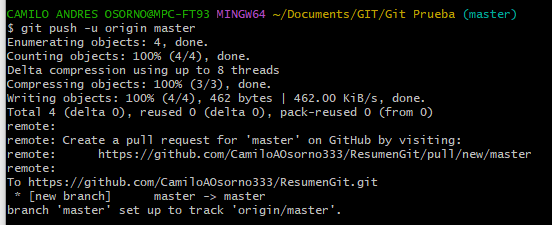 CAMILO ANDRES OSORNO@MPC-FT93 MINGW64 ~/Documents/GIT/Git Prueba (master)
$ git push -u origin master
Enumerating objects: 4, done.
Counting objects: 100% (4/4), done.
Delta compression using up to 8 threads
Compressing objects: 100% (3/3), done.
Writing objects: 100% (4/4), 462 bytes | 462.00 KiB/s, done.
Total 4 (delta 0), reused 0 (delta 0), pack-reused 0 (from 0)
remote:
remote: Create a pull request for 'master' on GitHub by visiting:
remote:      https://github.com/CamiloAOsorno333/ResumenGit/pull/new/master
remote:
To https://github.com/CamiloAOsorno333/ResumenGit.git
 * [new branch]      master -> master
branch 'master' set up to track 'origin/master'.